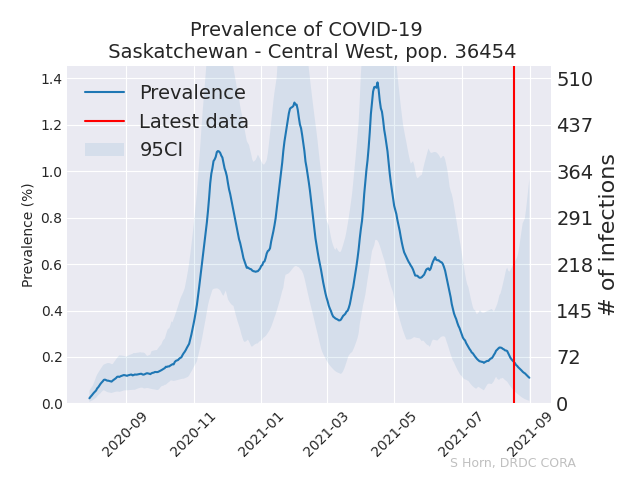 Prevalence of COVID-19
Saskatchewan - Central West, pop. 36454
Prevalence
Latest data
95CI
Prevalence (%)
1.4
1.2
1.0
0.8
0.6
0.4
0.2
0.0
510
437
364
291
218
145
72
0
# of infections
2020-09
2020-11
2021-01
2021-03
2021-05
2021-07
2021-09
S Horn, DRDC CORA